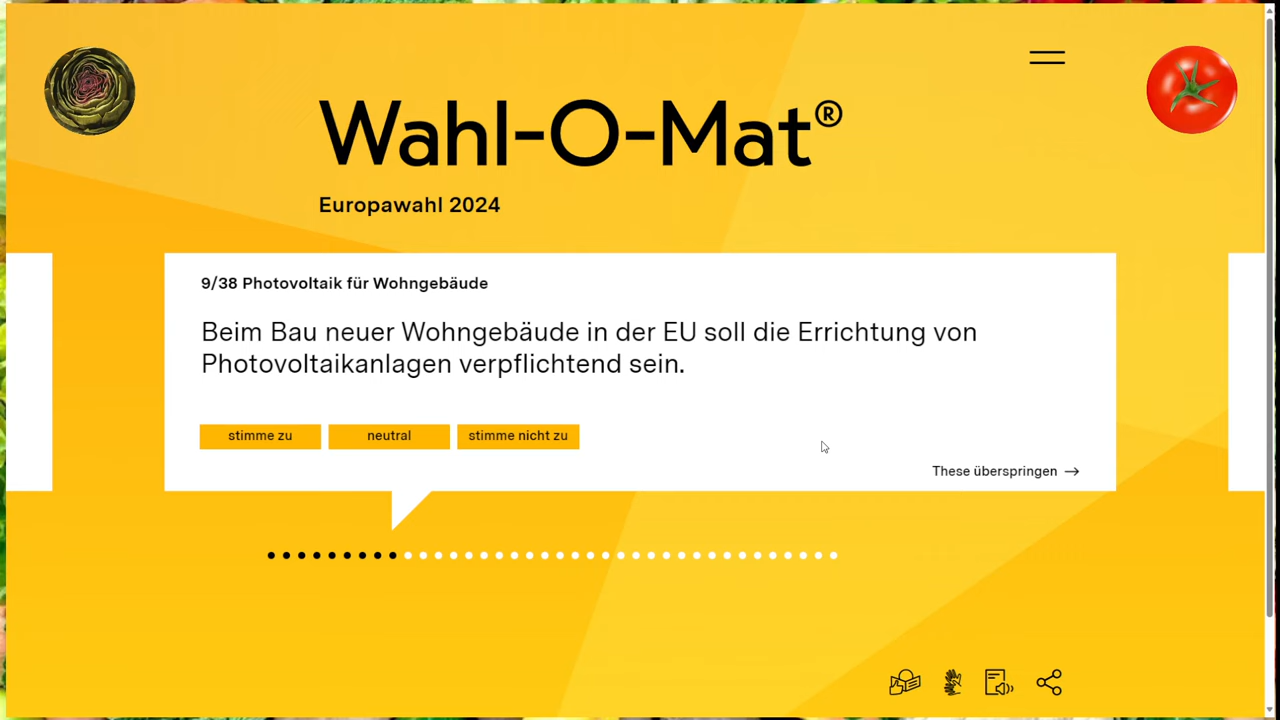 Wahl-O-Mat®
Europawahl 2024
9/38 Photovoltaik für Wohngebäude
Beim Bau neuer Wohngebäude in der EU soll die Errichtung von
Photovoltaikanlagen verpflichtend sein.
stimme zu
neutral
stimme nicht zu
These überspringen →